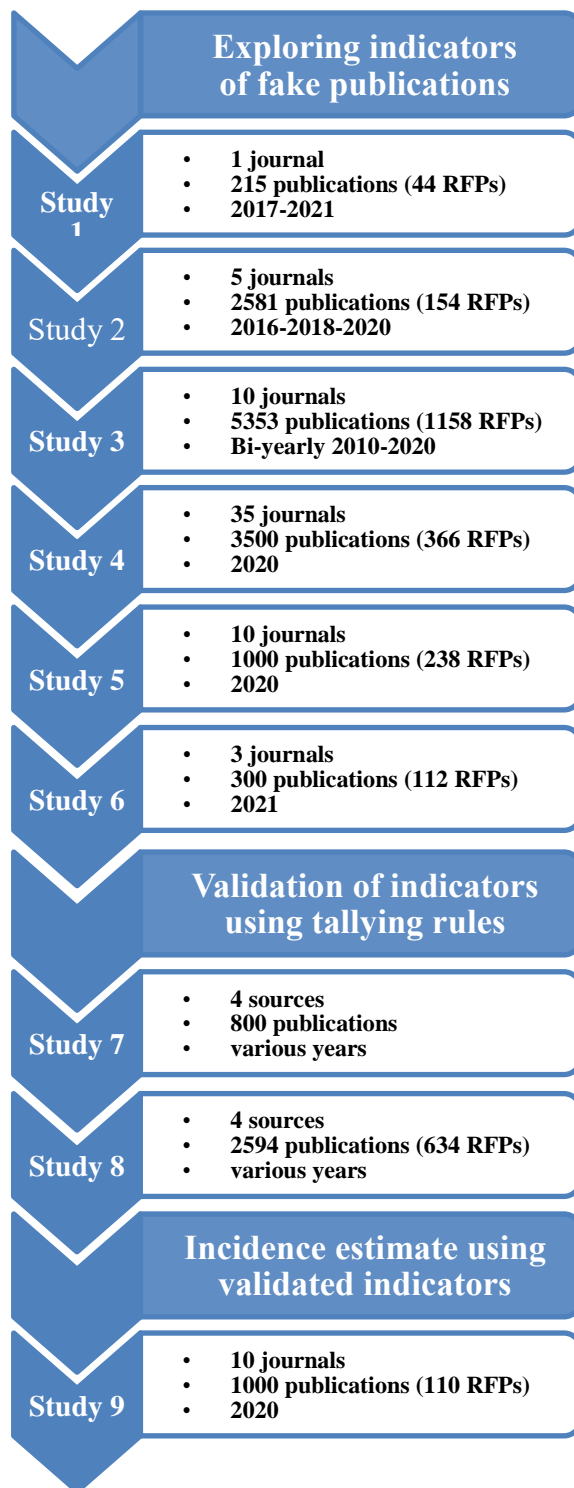 Exploring indicators
of fake publications
Study
1
• 1 journal
• 215 publications (44 RFPs)
• 2017-2021
Study 2
• 5 journals
• 2581 publications (154 RFPs)
• 2016-2018-2020
Study 3
• 10 journals
• 5353 publications (1158 RFPs)
• Bi-yearly 2010-2020
Study 4
• 35 journals
• 3500 publications (366 RFPs)
• 2020
Study 5
• 10 journals
• 1000 publications (238 RFPs)
• 2020
Study 6
• 3 journals
• 300 publications (112 RFPs)
• 2021
Validation of indicators
using tallying rules
Study 7
• 4 sources
• 800 publications
• various years
Study 8
• 4 sources
• 2594 publications (634 RFPs)
• various years
Incidence estimate using
validated indicators
Study 9
• 10 journals
• 1000 publications (110 RFPs)
• 2020